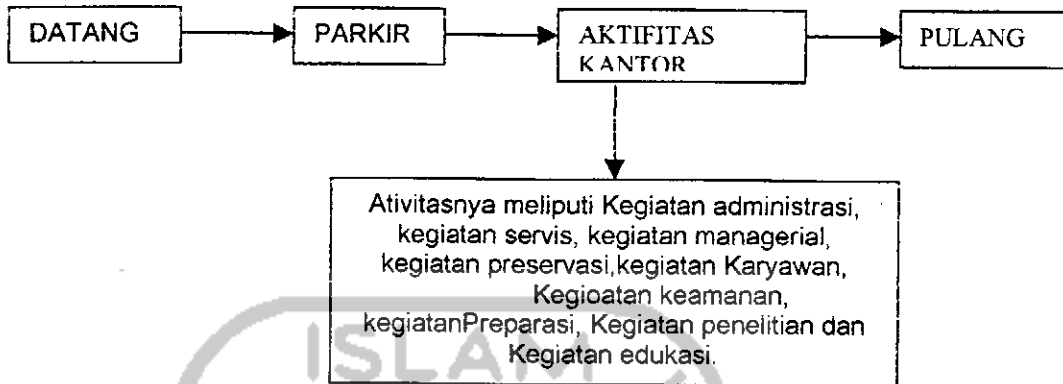 DATANG
PARKIR
AKTIFITAS
KANTOR
PULANG
Ativitasnya meliputi Kegiatan administrasi,
kegiatan servis, kegiatan managerial,
kegiatan preservasi,kegiatan Karyawan,
Kegioatan keamanan,
kegiatanPreparasi, Kegiatan penelitian dan
Kegiatan edukasi.
ISLAM